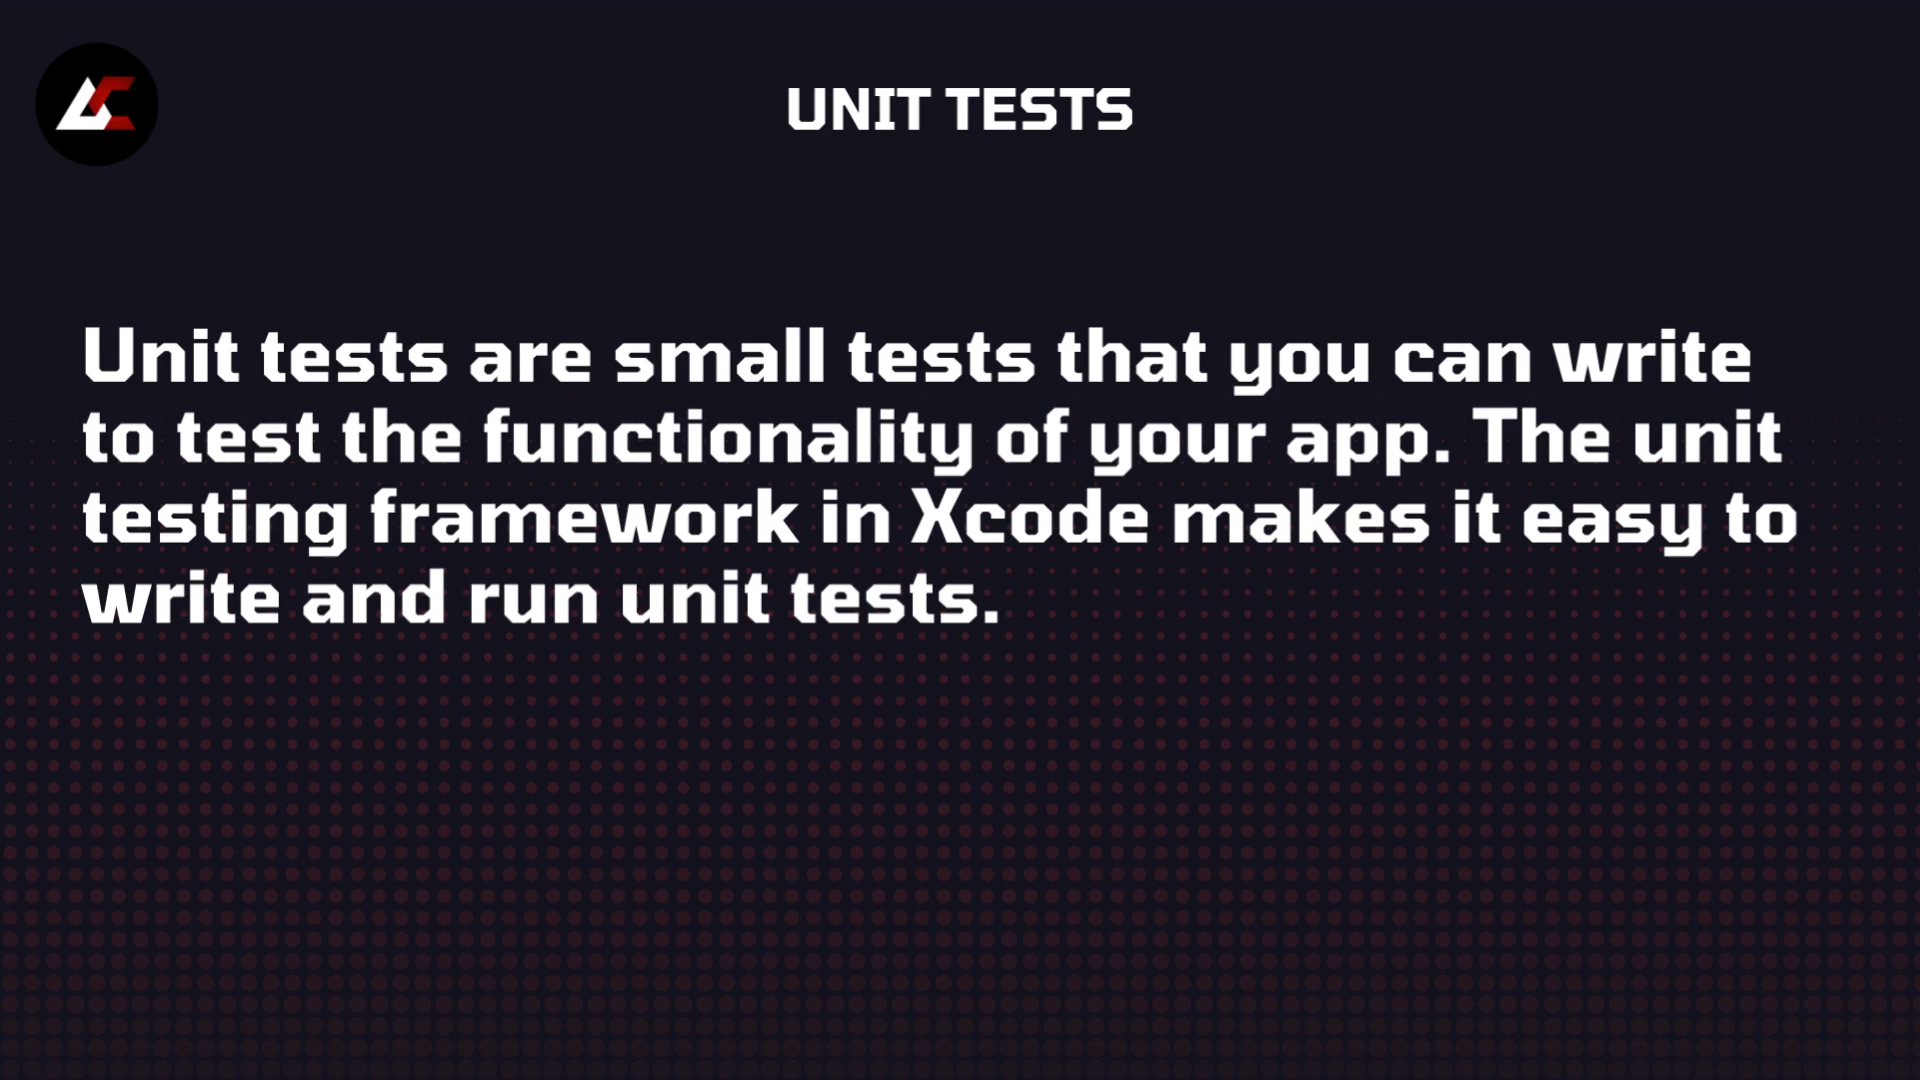 UNIT TESTS
Unit tests are small tests that you can write
to test the functionality of your app. The unit
testing framework in Xcode makes it easy to
write and run unit tests.